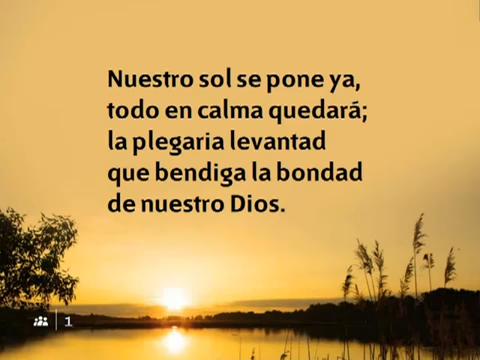 Nuestro sol se pone ya,
todo en calma quedará;
la plegaria levantad
que bendiga la bondad
de nuestro Dios.
1